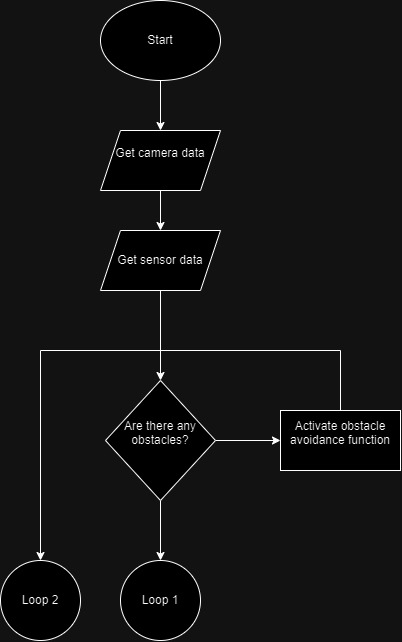 Start
Get camera data
Get sensor data
Are there any
obstacles?
Activate obstacle
avoidance function
Loop 2
Loop 1